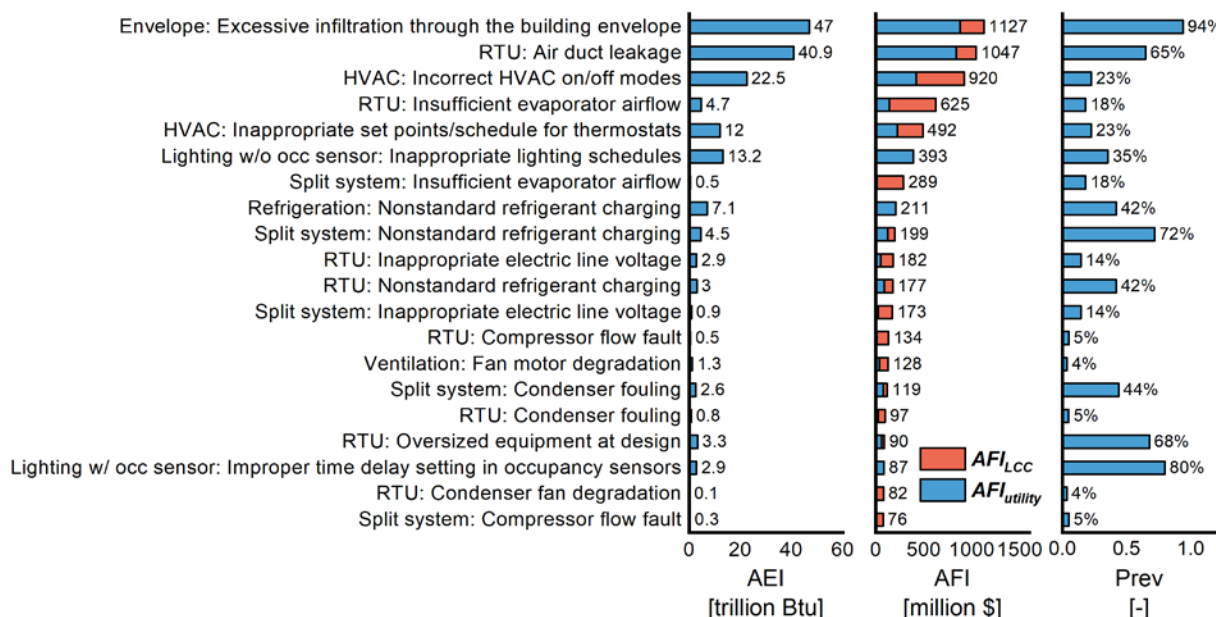 Envelope: Excessive infiltration through the building envelope 47 1127 94%
RTU: Air duct leakage 40.9 1047 65%
HVAC: Incorrect HVAC on/off modes 22.5 920 23%
RTU: Insufficient evaporator airflow 4.7 625 18%
HVAC: Inappropriate set points/schedule for thermostats 12 492 23%
Lighting w/o occ sensor: Inappropriate lighting schedules 13.2 393 35%
Split system: Insufficient evaporator airflow 0.5 289 18%
Refrigeration: Nonstandard refrigerant charging 7.1 211 42%
Split system: Nonstandard refrigerant charging 4.5 199 72%
RTU: Inappropriate electric line voltage 2.9 182 14%
RTU: Nonstandard refrigerant charging 3 177 42%
Split system: Inappropriate electric line voltage 0.9 173 14%
RTU: Compressor flow fault 0.5 134 5%
Ventilation: Fan motor degradation 1.3 128 4%
Split system: Condenser fouling 2.6 119 44%
RTU: Condenser fouling 0.8 97 5%
RTU: Oversized equipment at design 3.3 90 AFI_LCC 68%
Lighting w/ occ sensor: Improper time delay setting in occupancy sensors 2.9 87 AFI_utility 80%
RTU: Condenser fan degradation 0.1 82 4%
Split system: Compressor flow fault 0.3 76 5%
0 20 40 60 0 500 1000 1500 0.0 0.5 1.0
AEI AFI Prev
[trillion Btu] [million $] [-]